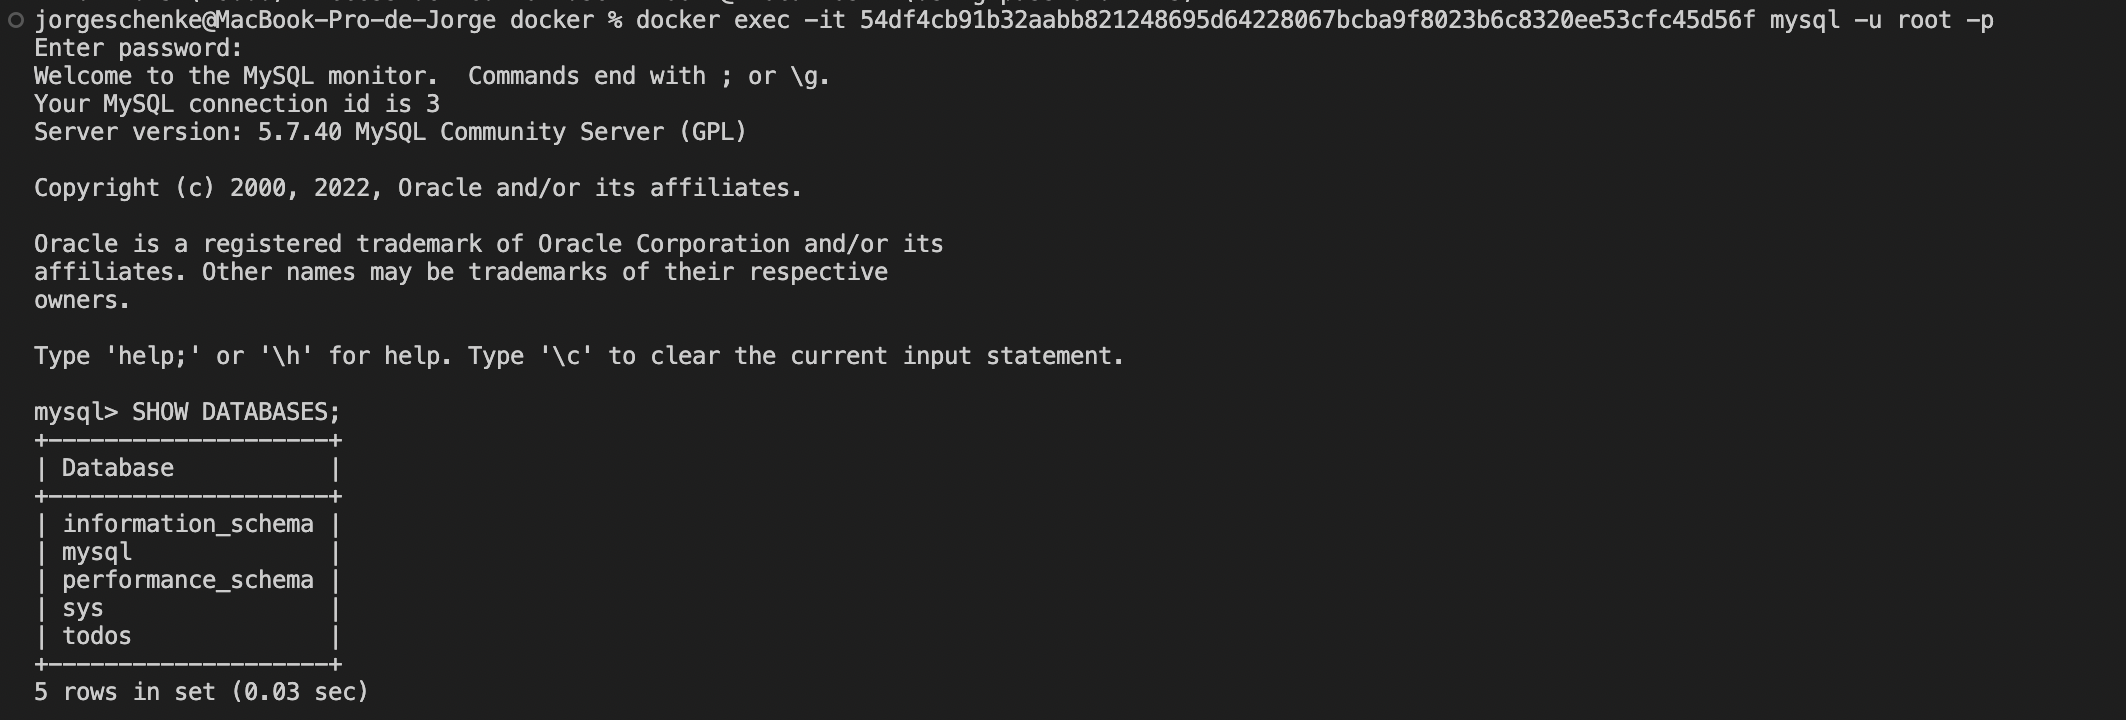 jorgeschenke@MacBook-Pro-de-Jorge docker % docker exec -it 54df4cb91b32aabb821248695d64228067bcba9f8023b6c8320ee53cfc45d56f mysql -u root -p
Enter password:
Welcome to the MySQL monitor.  Commands end with ; or \g.
Your MySQL connection id is 3
Server version: 5.7.40 MySQL Community Server (GPL)

Copyright (c) 2000, 2022, Oracle and/or its affiliates.

Oracle is a registered trademark of Oracle Corporation and/or its
affiliates. Other names may be trademarks of their respective
owners.

Type 'help;' or '\h' for help. Type '\c' to clear the current input statement.

mysql> SHOW DATABASES;
+--------------------+
| Database           |
+--------------------+
| information_schema |
| mysql              |
| performance_schema |
| sys                |
| todos              |
+--------------------+
5 rows in set (0.03 sec)